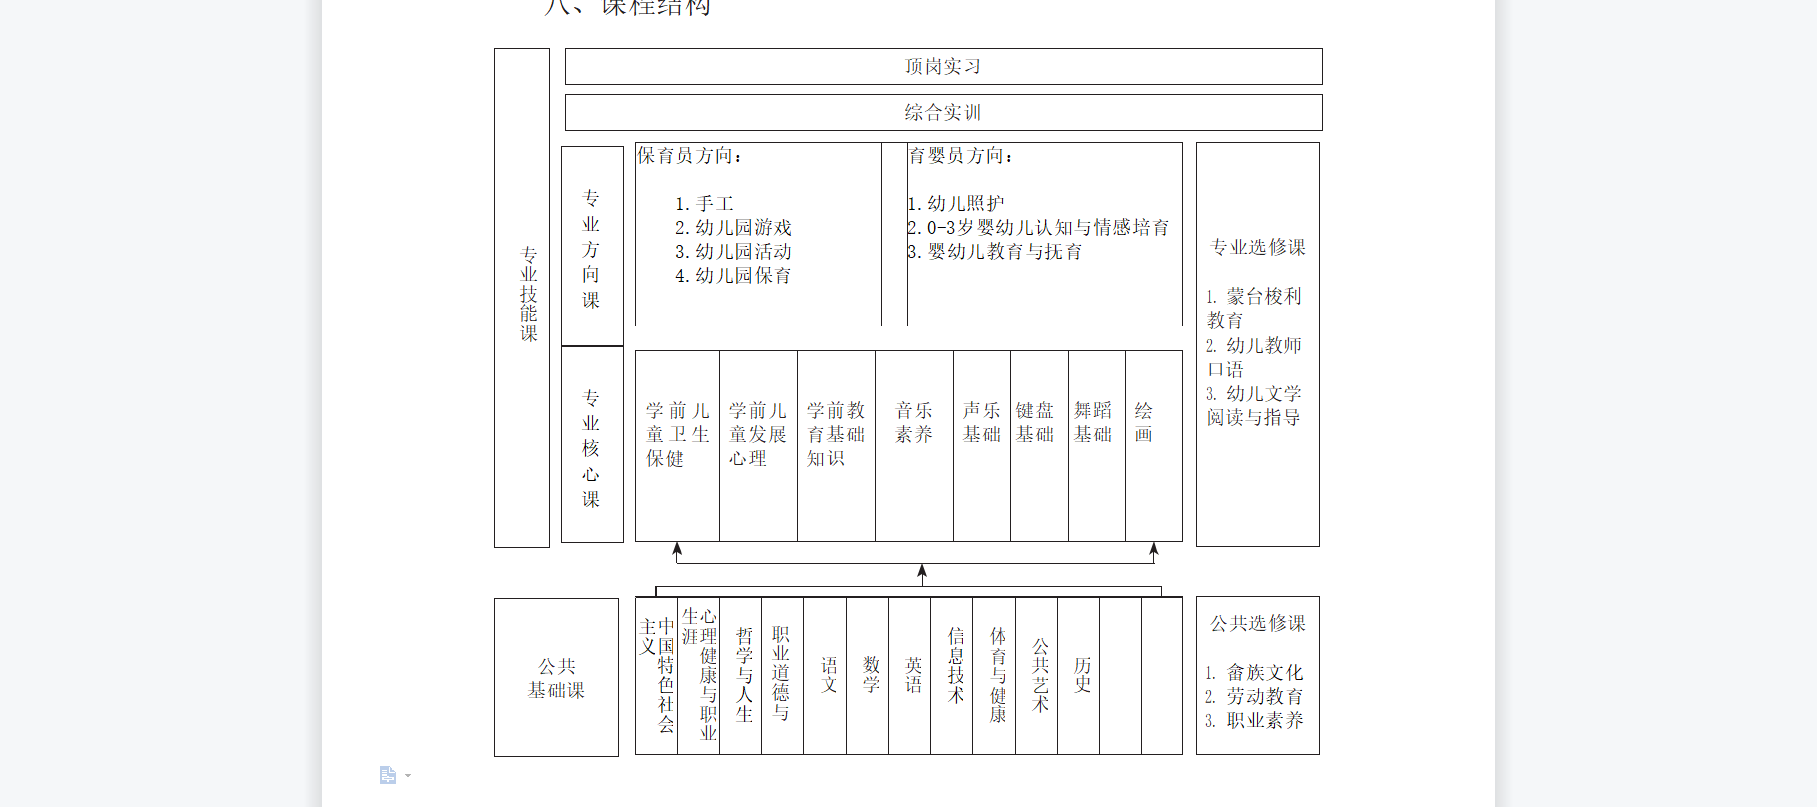 八、课程结构
顶岗实习
综合实训
专业技能课
专业方向课
保育员方向：
1.手工
2.幼儿园游戏
3.幼儿园活动
4.幼儿园保育
育婴员方向：
1.幼儿照护
2.0-3岁婴幼儿认知与情感培育
3.婴幼儿教育与抚育
专业选修课
1. 蒙台梭利
教育
2. 幼儿教师
口语
3. 幼儿文学
阅读与指导
专业核心课
学前儿
童卫生
保健
学前儿
童发展
心理
学前教
育基础
知识
音乐
素养
声乐
基础
键盘
基础
舞蹈
基础
绘
画
公共
基础课
中国特色社会
主义
心理健康与职业
生涯
哲学与人生
职业道德与
语文
数学
英语
信息技术
体育与健康
公共艺术
历史
公共选修课
1. 畲族文化
2. 劳动教育
3. 职业素养